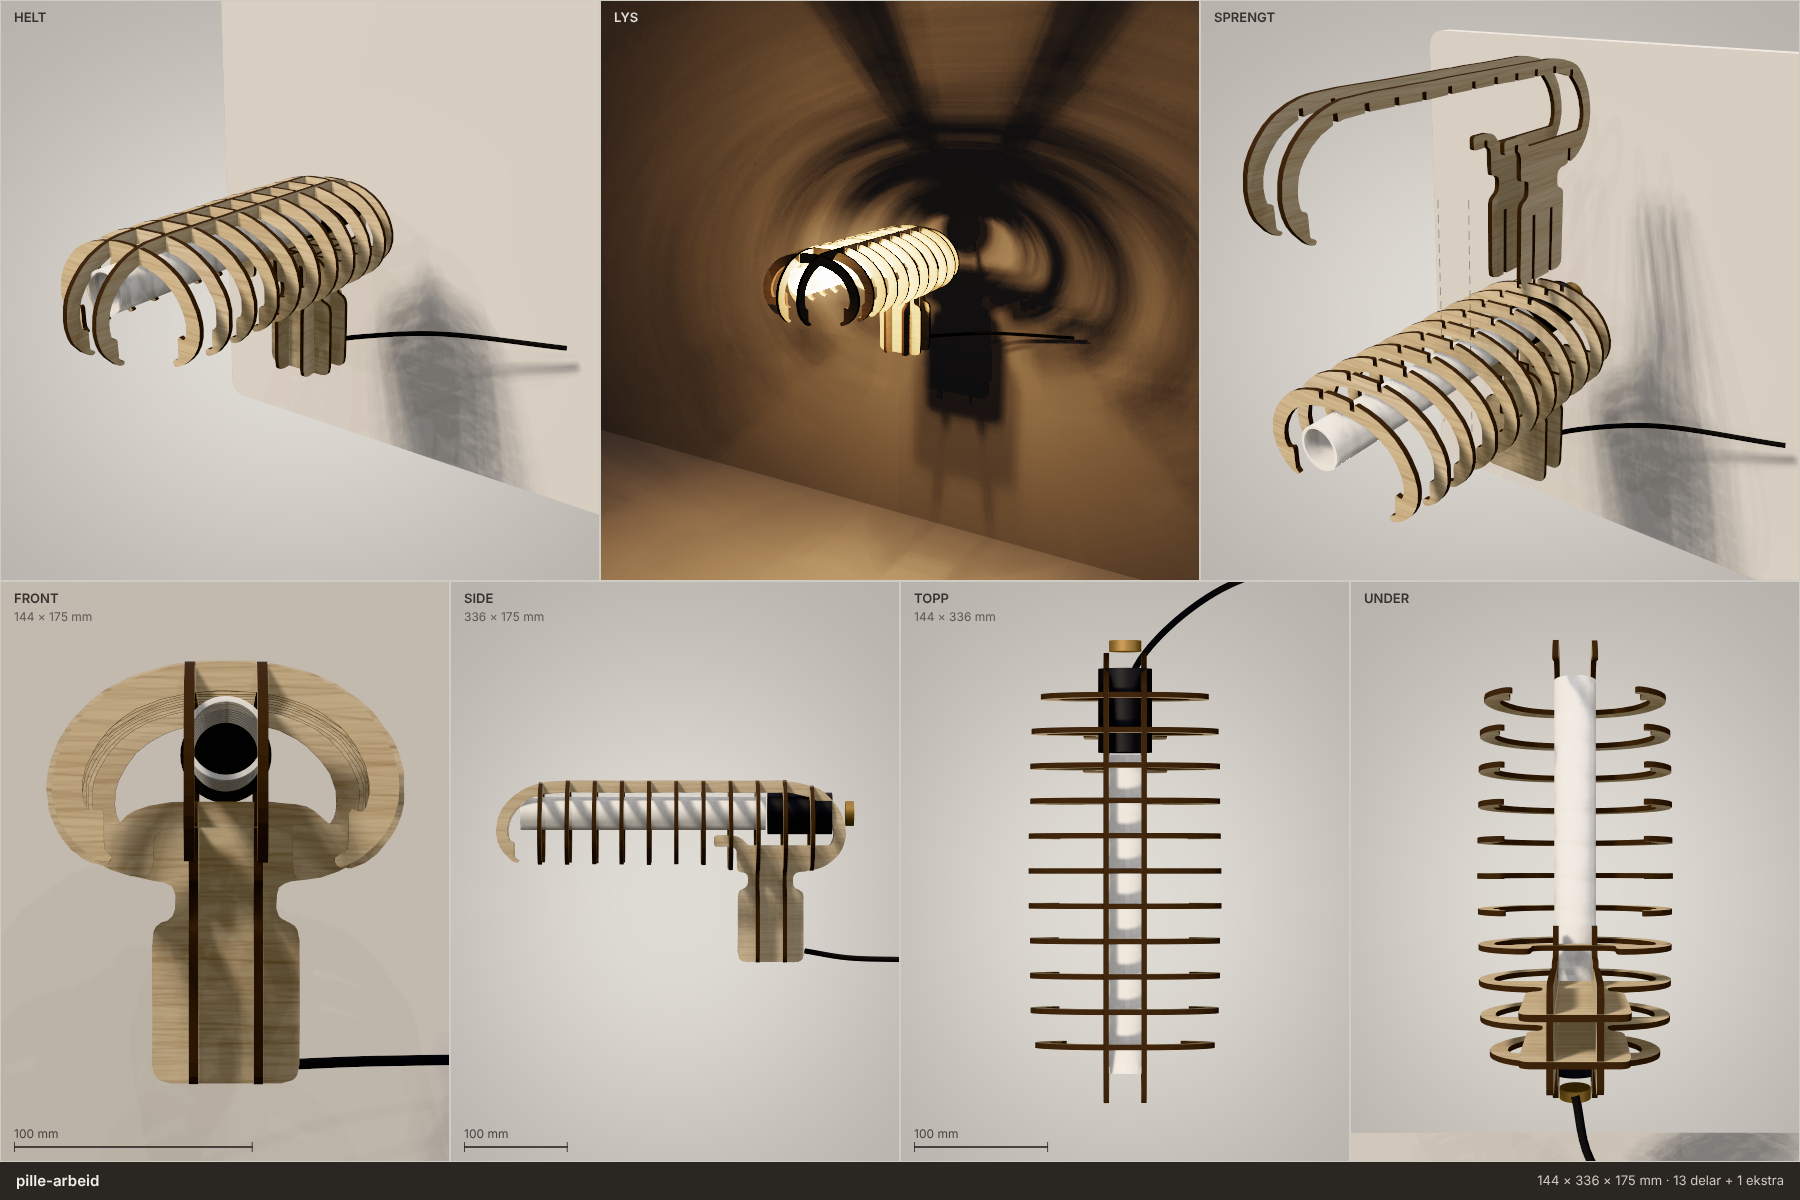 HELT
LYS
SPRENGT
FRONT
144 × 175 mm
SIDE
336 × 175 mm
TOPP
144 × 336 mm
UNDER
100 mm
100 mm
100 mm
pille-arbeid
144 × 336 × 175 mm · 13 delar + 1 ekstra